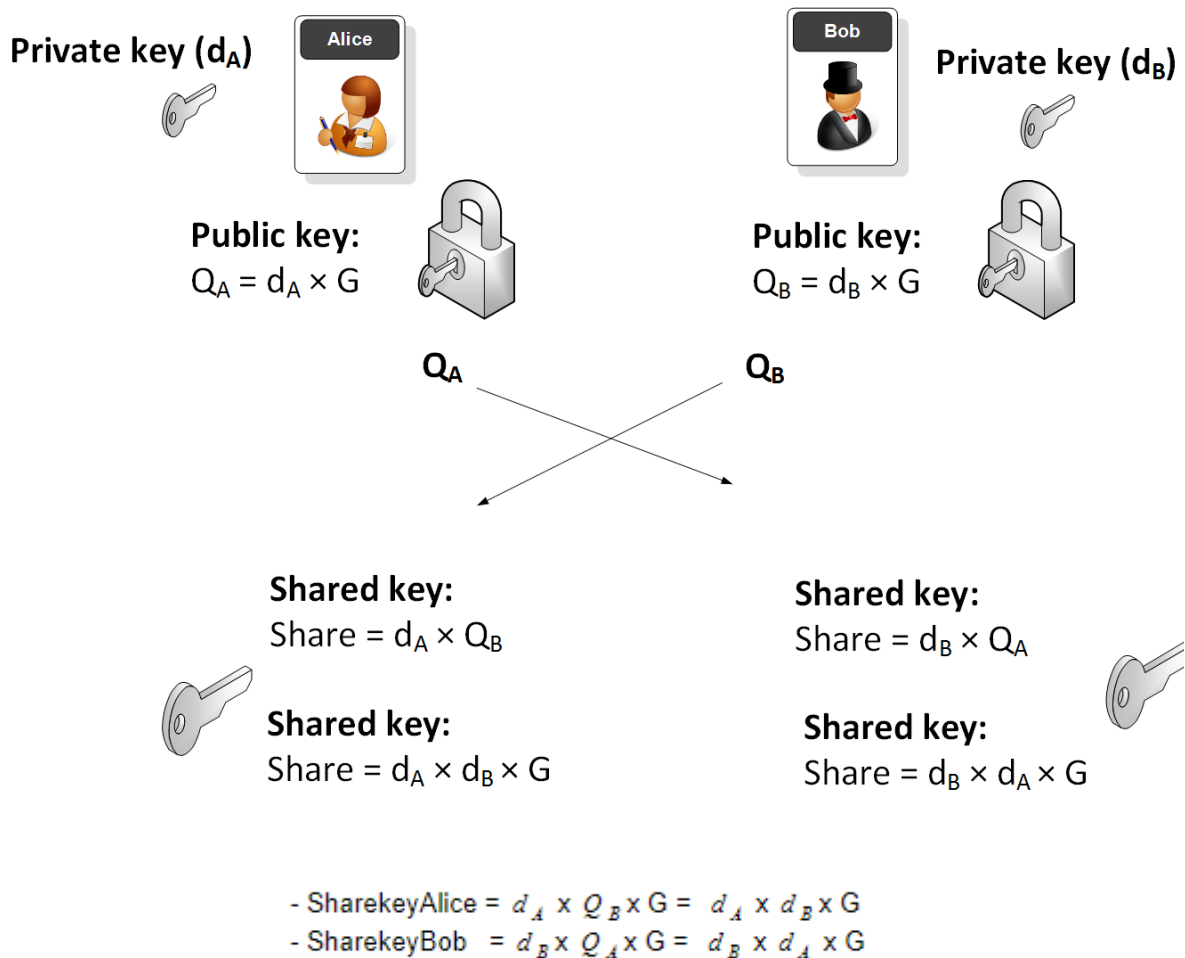 Alice
Bob
Private key (dA)
Private key (dB)
Public key:
QA = dA × G
Public key:
QB = dB × G
QA
QB
Shared key:
Share = dA × QB
Shared key:
Share = dB × QA
Shared key:
Share = dA × dB × G
Shared key:
Share = dB × dA × G
- SharekeyAlice = dA x QB x G = dA x dB x G
- SharekeyBob = dB x QA x G = dB x dA x G